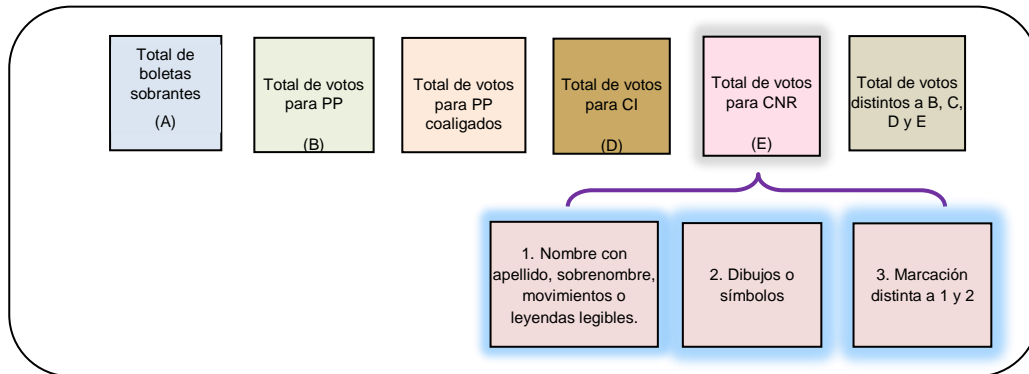 Total de
boletas
sobrantes
(A)
Total de votos
para PP
(B)
Total de votos
para PP
coaligados
Total de votos
para CI
(D)
Total de votos
para CNR
(E)
Total de votos
distintos a B, C,
D y E
1. Nombre con
apellido, sobrenombre,
movimientos o
leyendas legibles.
2. Dibujos o
símbolos
3. Marcación
distinta a 1 y 2